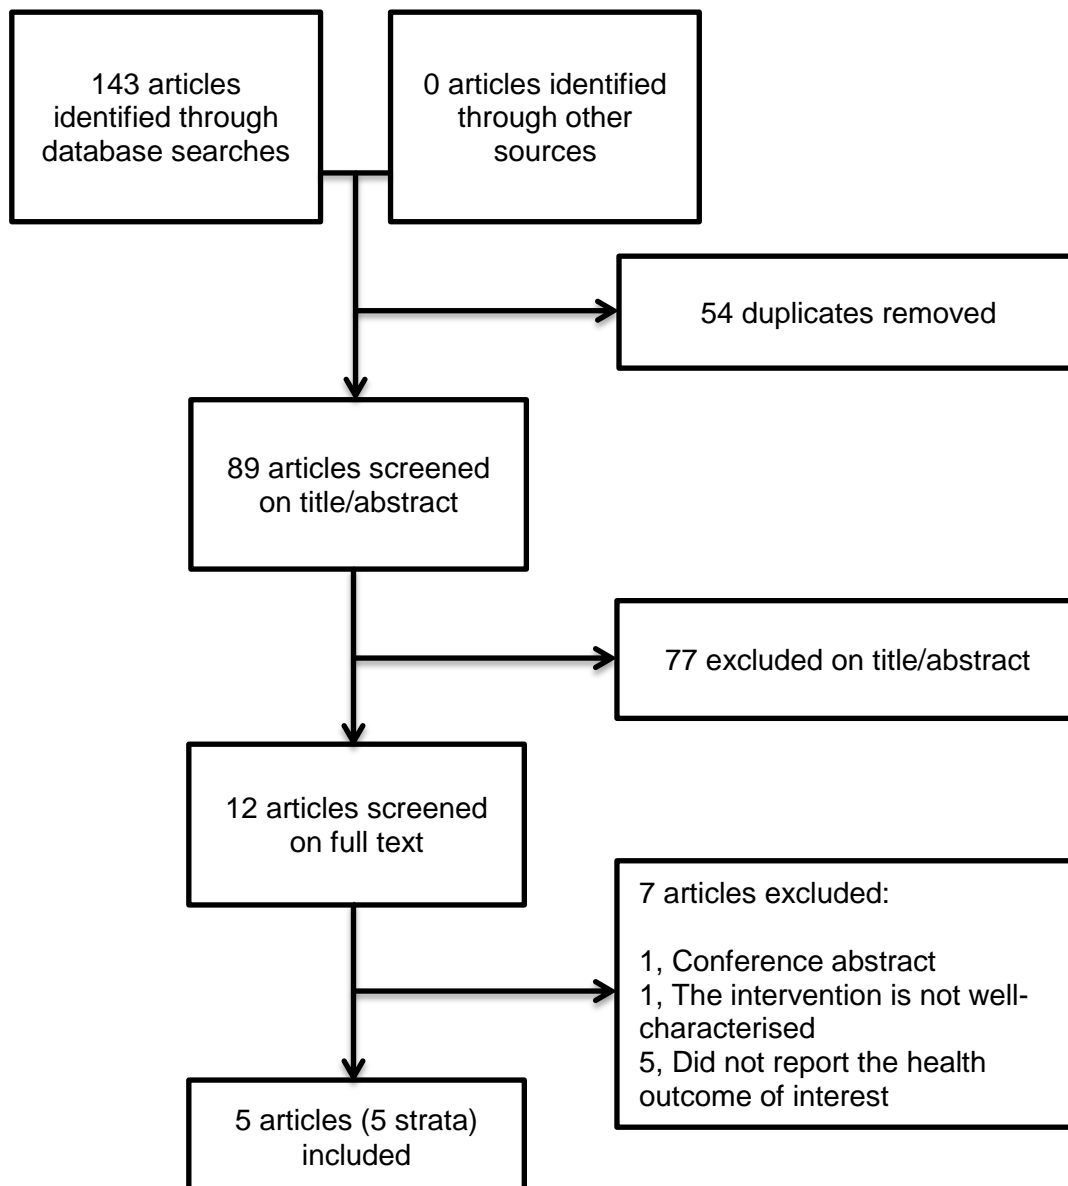 143 articles
identified through
database searches
0 articles identified
through other
sources
54 duplicates removed
89 articles screened
on title/abstract
77 excluded on title/abstract
12 articles screened
on full text
7 articles excluded:
1, Conference abstract
1, The intervention is not well-
characterised
5, Did not report the health
outcome of interest
5 articles (5 strata)
included